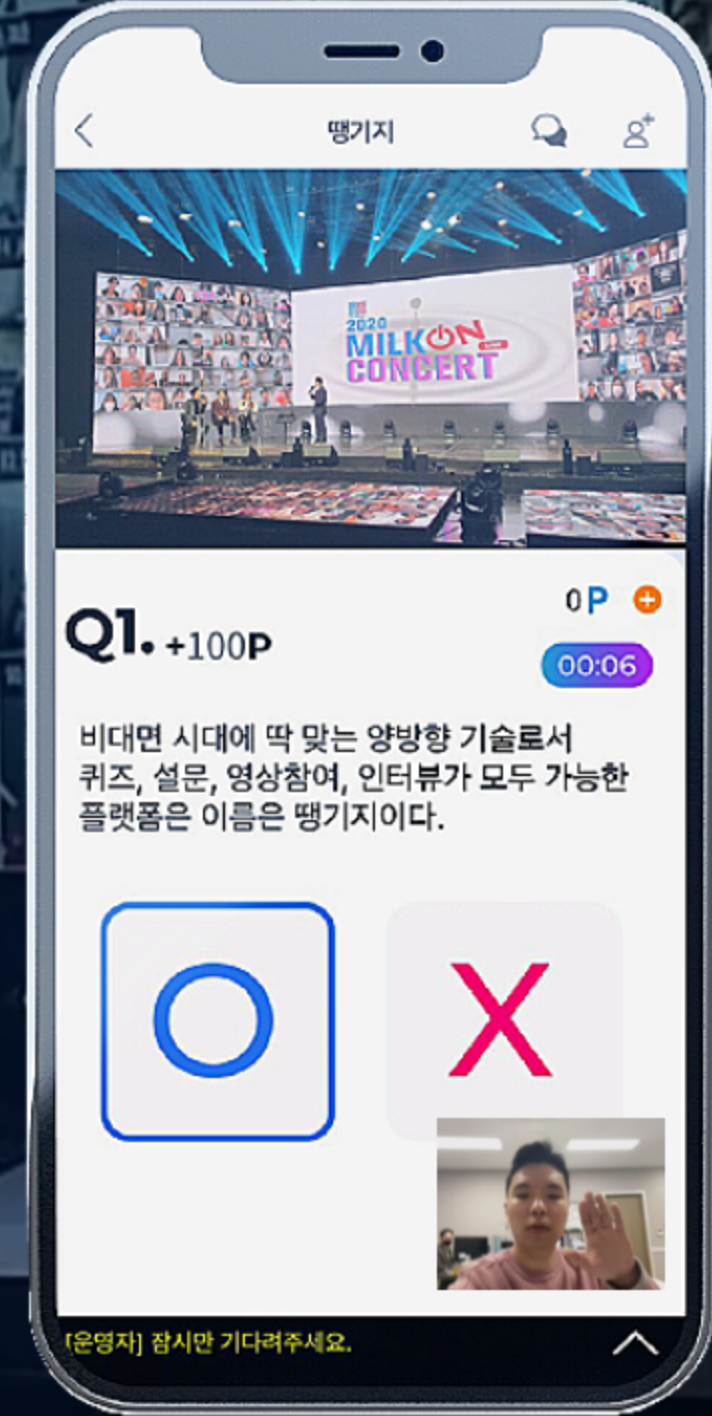 땡기지
2020
MILK ON
CONCERT
0P
Q1. +100P
00:06
비대면 시대에 딱 맞는 양방향 기술로서
퀴즈, 설문, 영상참여, 인터뷰가 모두 가능한
플랫폼은 이름은 땡기지이다.
O
X
[운영자] 잠시만 기다려주세요.